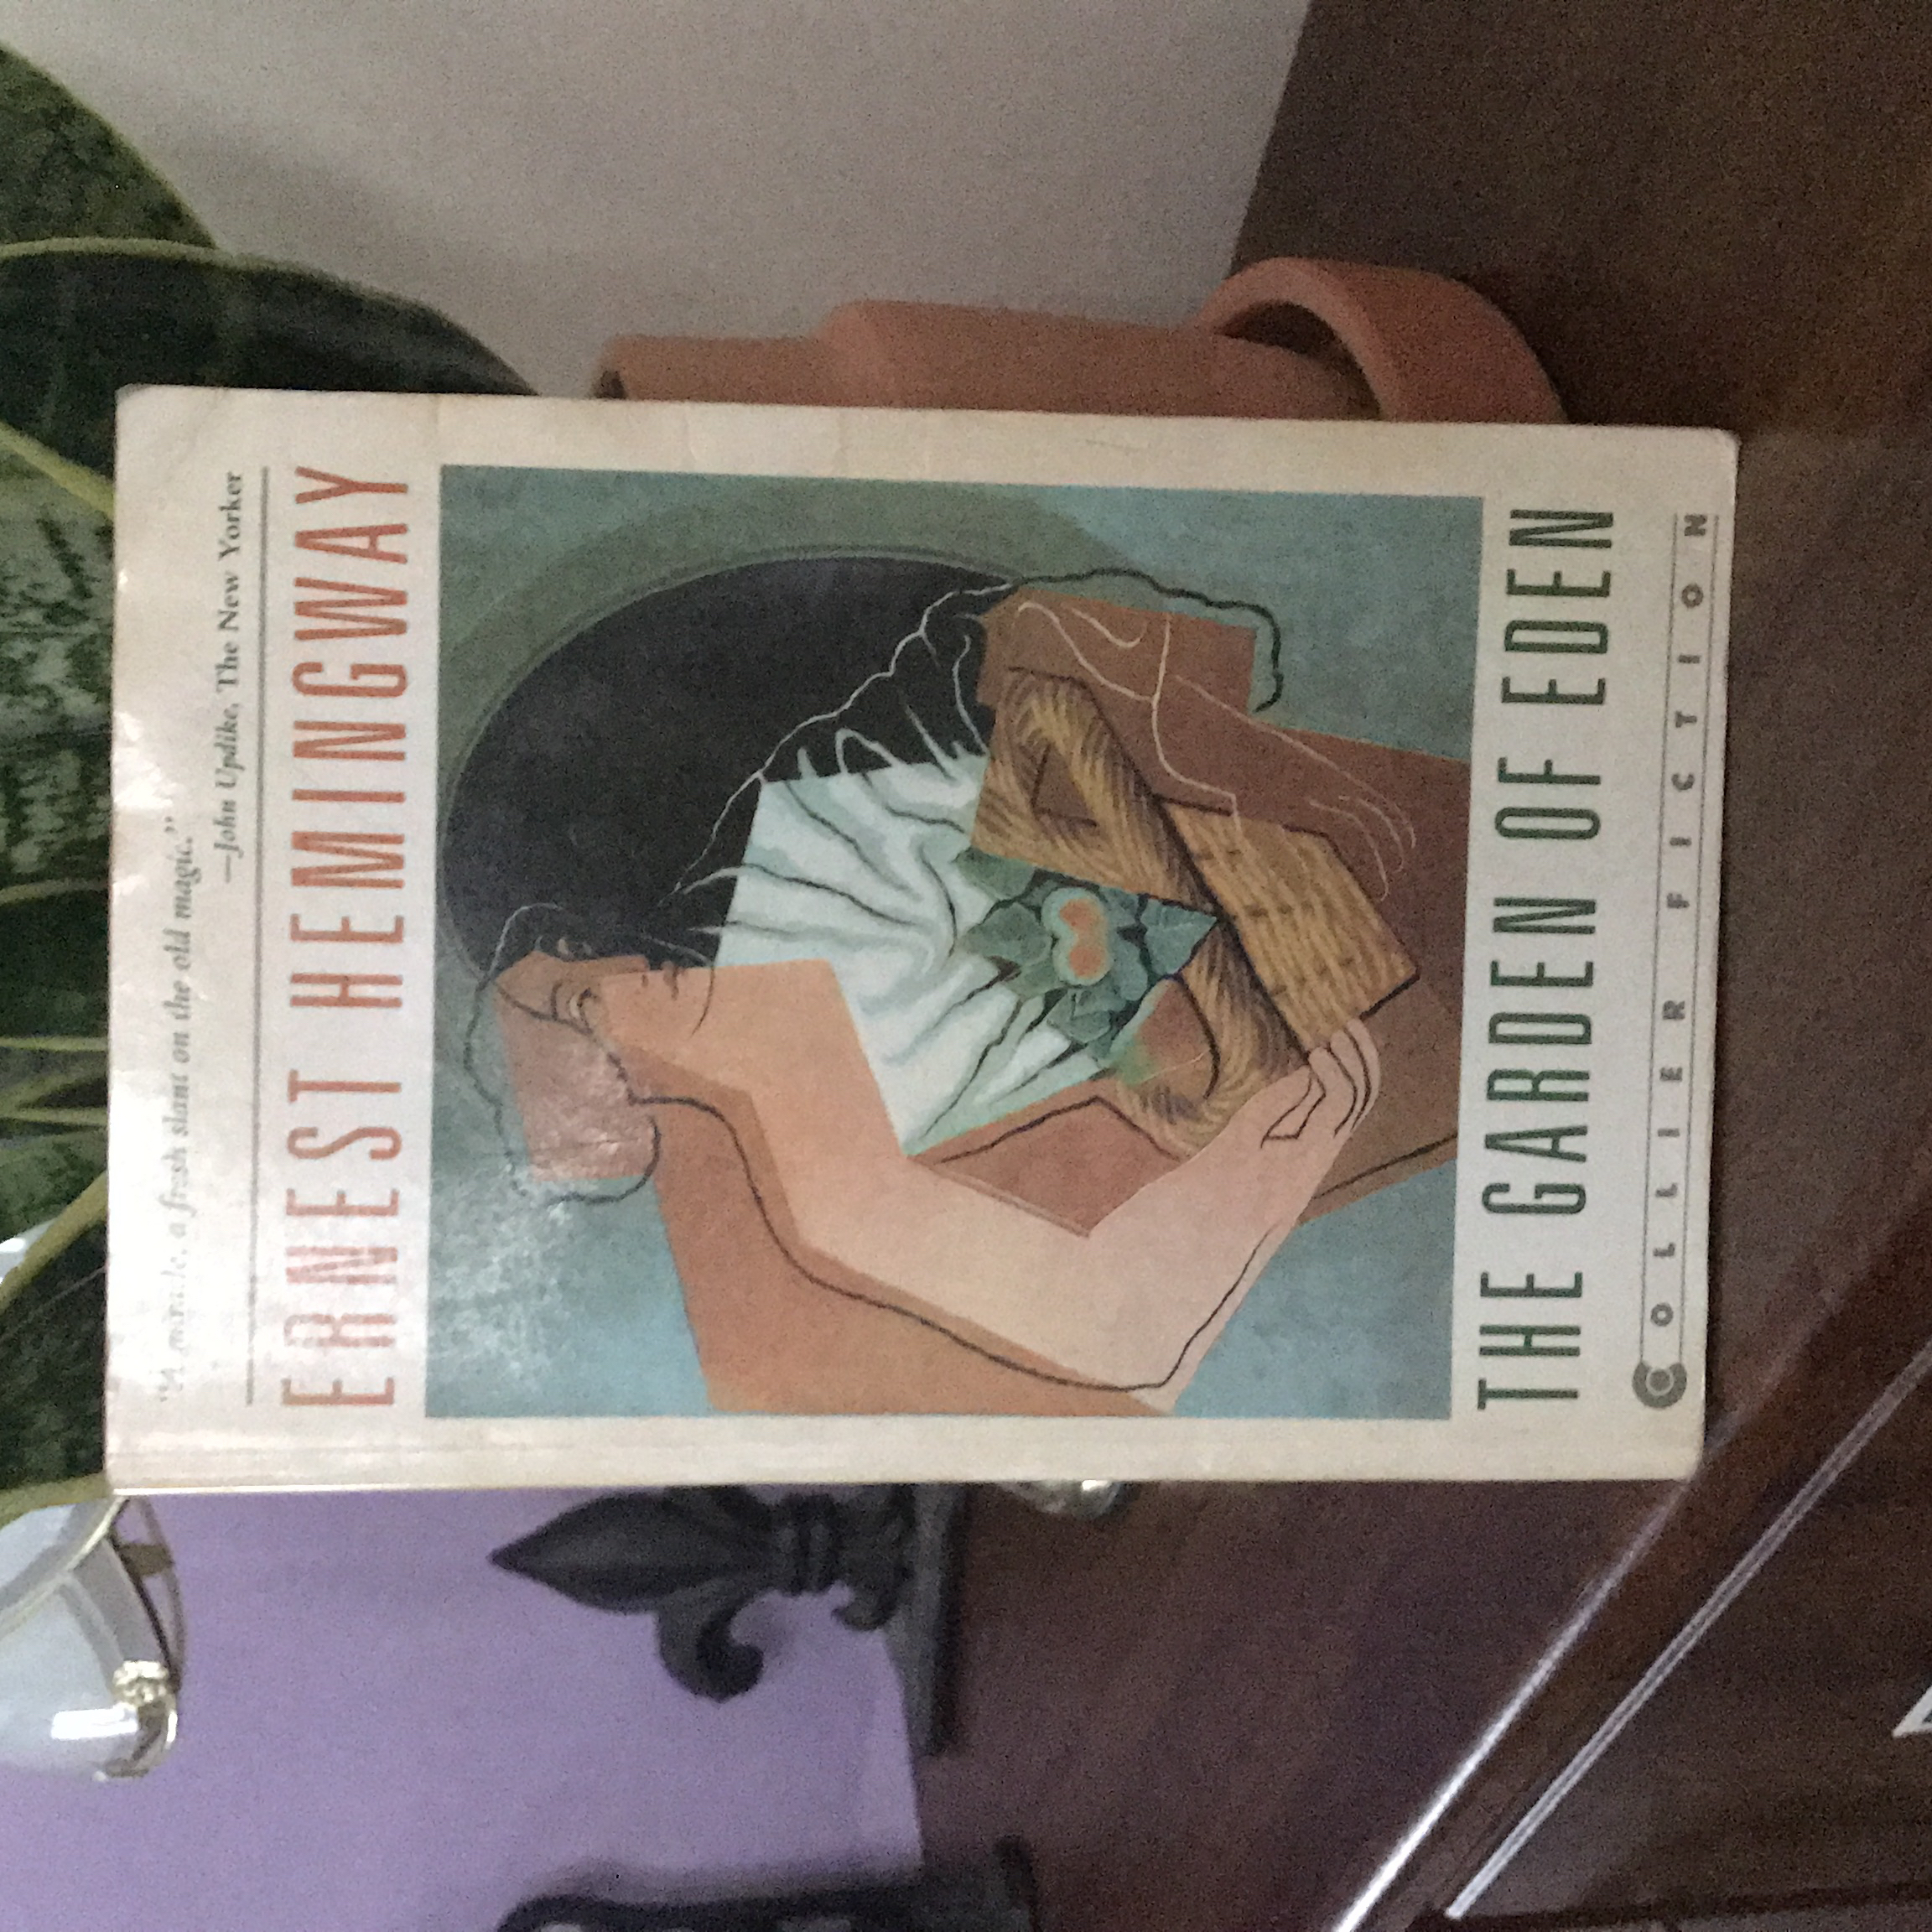 "A miracle, a fresh slant on the old magic."
—John Updike, The New Yorker
ERNEST HEMINGWAY
THE GARDEN OF EDEN
COLLIER FICTION